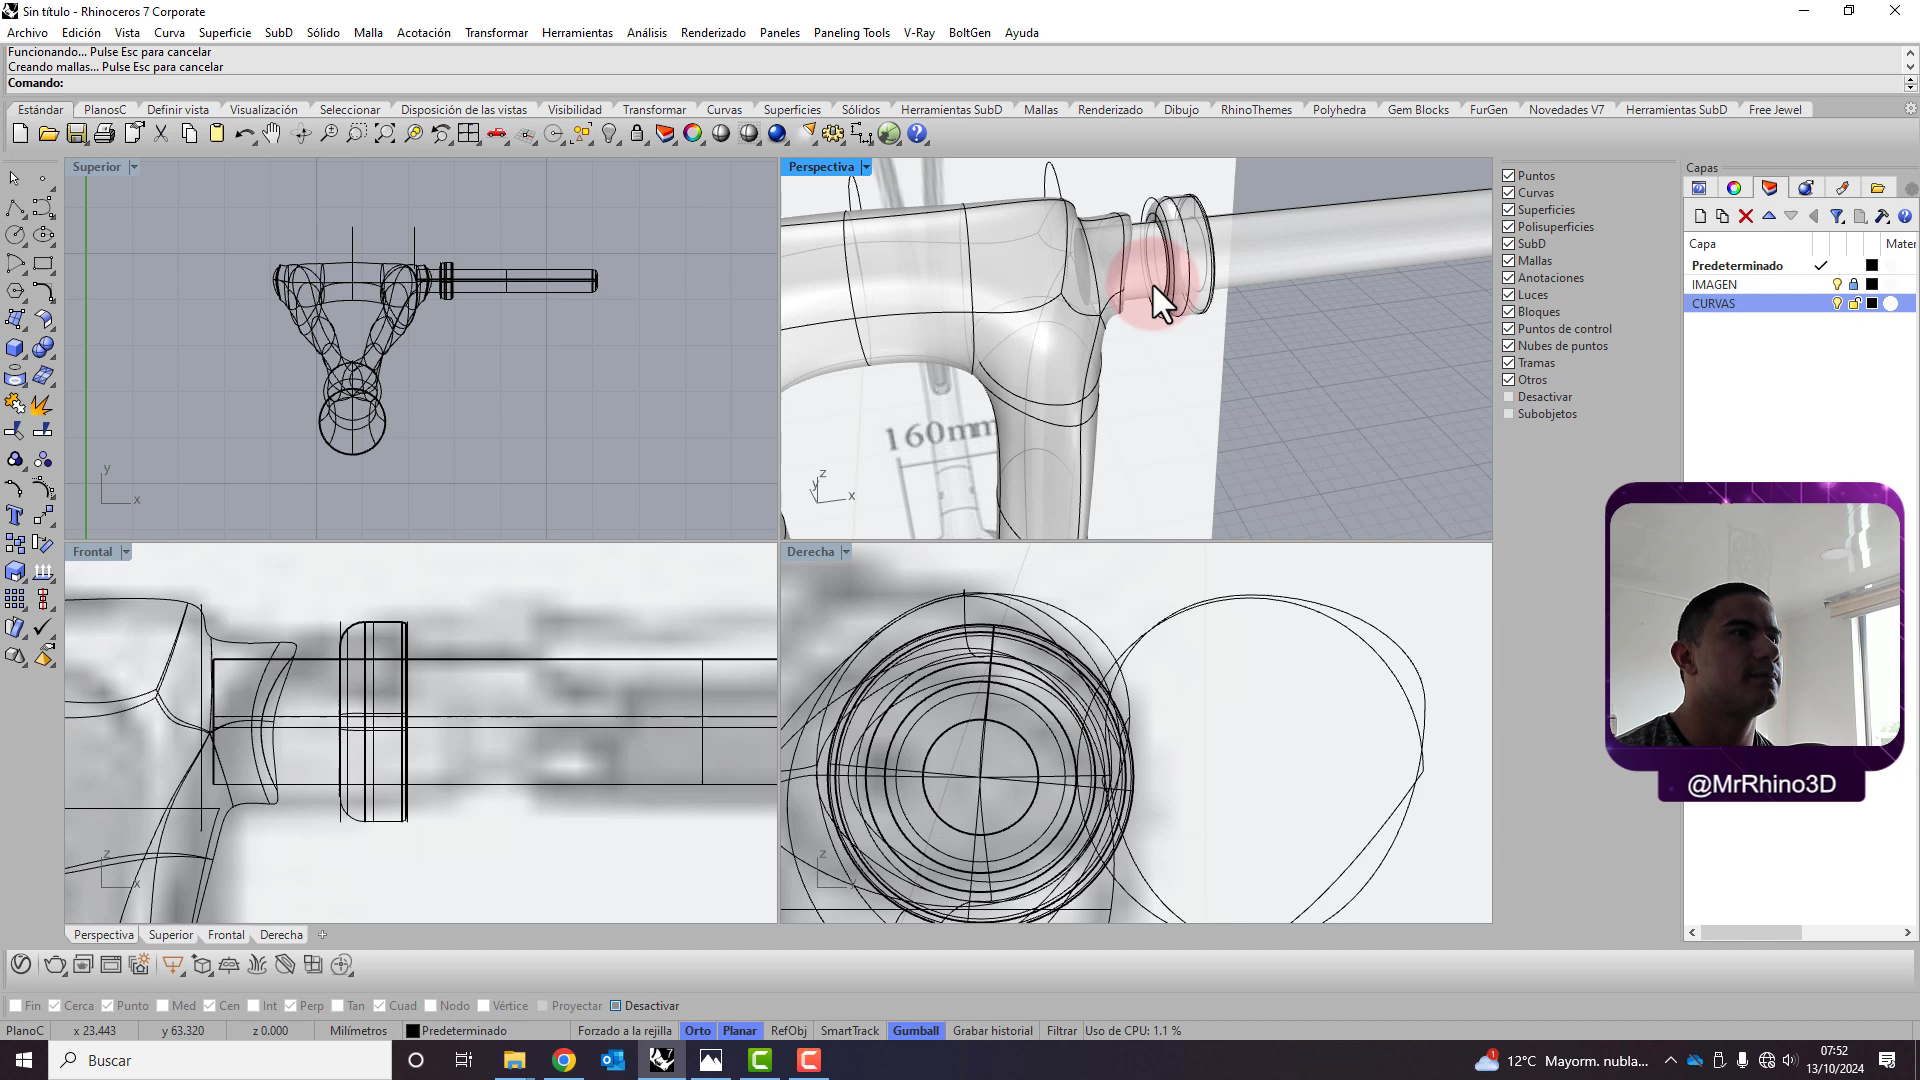 Sin título - Rhinoceros 7 Corporate
Archivo Edición Vista Curva Superficie SubD Sólido Malla Acotación Transformar Herramientas Análisis Renderizado Paneles Paneling Tools V-Ray BoltGen Ayuda
Funcionando... Pulse Esc para cancelar
Creando mallas... Pulse Esc para cancelar
Comando:
Estándar PlanosC Definir vista Visualización Seleccionar Disposición de las vistas Visibilidad Transformar Curvas Superficies Sólidos Herramientas SubD Mallas Renderizado Dibujo RhinoThemes Polyhedra Gem Blocks FurGen Novedades V7 Herramientas SubD Free Jewel
Superior
y
x
Perspectiva
160mm
z
y
x
Puntos
Curvas
Superficies
Polisuperficies
SubD
Mallas
Anotaciones
Luces
Bloques
Puntos de control
Nubes de puntos
Tramas
Otros
Desactivar
Subobjetos
Capas
Capa Mater
Predeterminado
IMAGEN
CURVAS
Frontal
z
x
Derecha
z
y
@MrRhino3D
Perspectiva Superior Frontal Derecha
Fin Cerca Punto Med Cen Int Perp Tan Cuad Nodo Vértice Proyectar Desactivar
PlanoC x 23.443 y 63.320 z 0.000 Milímetros Predeterminado Forzado a la rejilla Orto Planar RefObj SmartTrack Gumball Grabar historial Filtrar Uso de CPU: 1.1 %
Buscar
1
12°C Mayorm. nubla...
07:52
13/10/2024